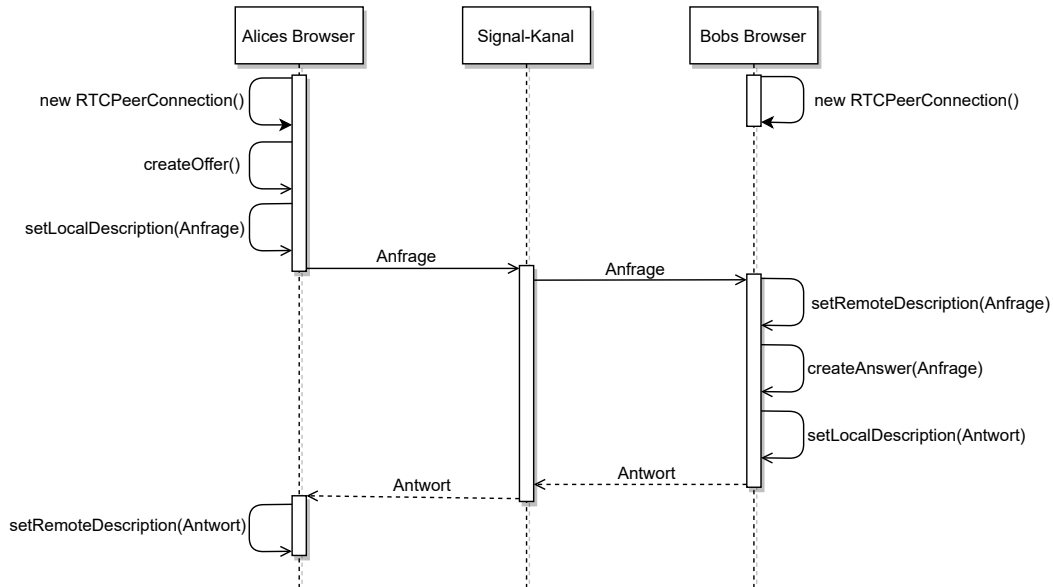 Alices Browser
Signal-Kanal
Bobs Browser
new RTCPeerConnection()
new RTCPeerConnection()
createOffer()
setLocalDescription(Anfrage)
Anfrage
Anfrage
setRemoteDescription(Anfrage)
createAnswer(Anfrage)
setLocalDescription(Antwort)
Antwort
Antwort
setRemoteDescription(Antwort)